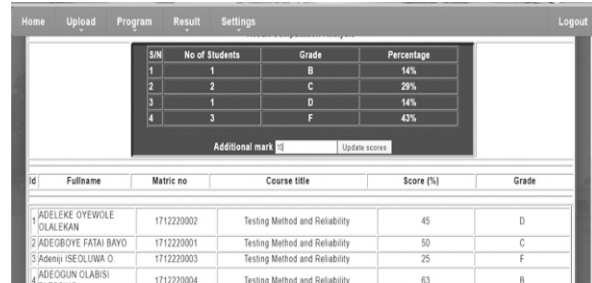 Home Upload Program Result Settings Logout
S/N No of Students Grade Percentage
1 1 B 14%
2 2 C 29%
3 1 D 14%
4 3 F 43%
Additional mark 10 Update scores
Id Fullname Matric no Course title Score (%) Grade
1 ADELEKE OYEWOLE OLALEKAN 1712220002 Testing Method and Reliability 45 D
2 ADEGBOYE FATAI BAYO 1712220001 Testing Method and Reliability 50 C
3 Adeniji ISEOLUWA O. 1712220003 Testing Method and Reliability 25 F
4 ADEOGUN OLABISI 1712220004 Testing Method and Reliability 63 B